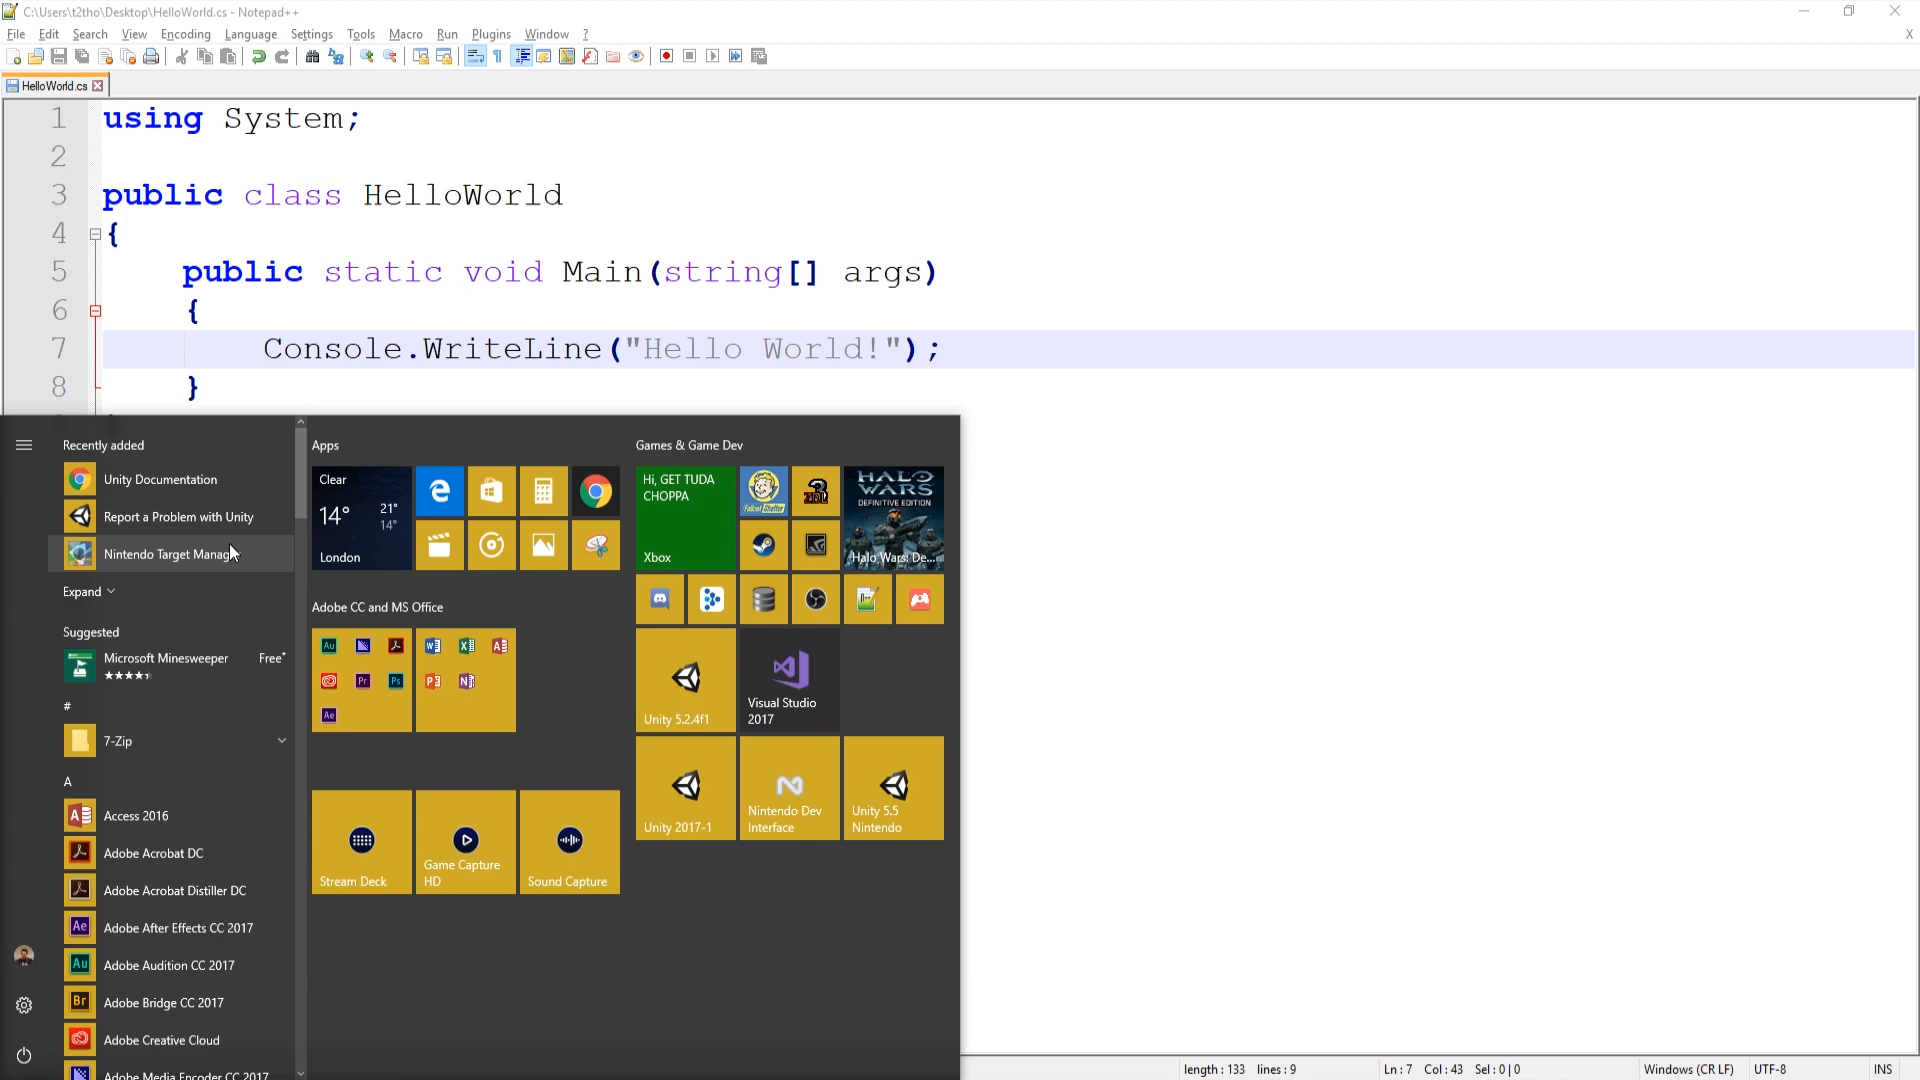 C:\Users\t2tho\Desktop\HelloWorld.cs - Notepad++
File Edit Search View Encoding Language Settings Tools Macro Run Plugins Window ? X
HelloWorld.cs
1 using System;
2
3 public class HelloWorld
4 {
5 public static void Main(string[] args)
6 {
7 Console.WriteLine("Hello World!");
8 }
Recently added
Unity Documentation
Report a Problem with Unity
Nintendo Target Manager
Expand
Suggested
Microsoft Minesweeper Free*
#
7-Zip
A
Access 2016
Adobe Acrobat DC
Adobe Acrobat Distiller DC
Adobe After Effects CC 2017
Adobe Audition CC 2017
Adobe Bridge CC 2017
Adobe Creative Cloud
Adobe Media Encoder CC 2017
Apps
Clear
14° 21°
14°
London
Adobe CC and MS Office
Au
Pr Ps
Ae
Stream Deck
Game Capture
HD
Sound Capture
Games & Game Dev
Hi, GET TUDA
CHOPPA
Xbox
Fallout Shelter
HALO
WARS
DEFINITIVE EDITION
Halo Wars: De...
Unity 5.2.4f1
Visual Studio
2017
Unity 2017-1
Nintendo Dev
Interface
Unity 5.5
Nintendo
length : 133 lines : 9 Ln : 7 Col : 43 Sel : 0 | 0 Windows (CR LF) UTF-8 INS